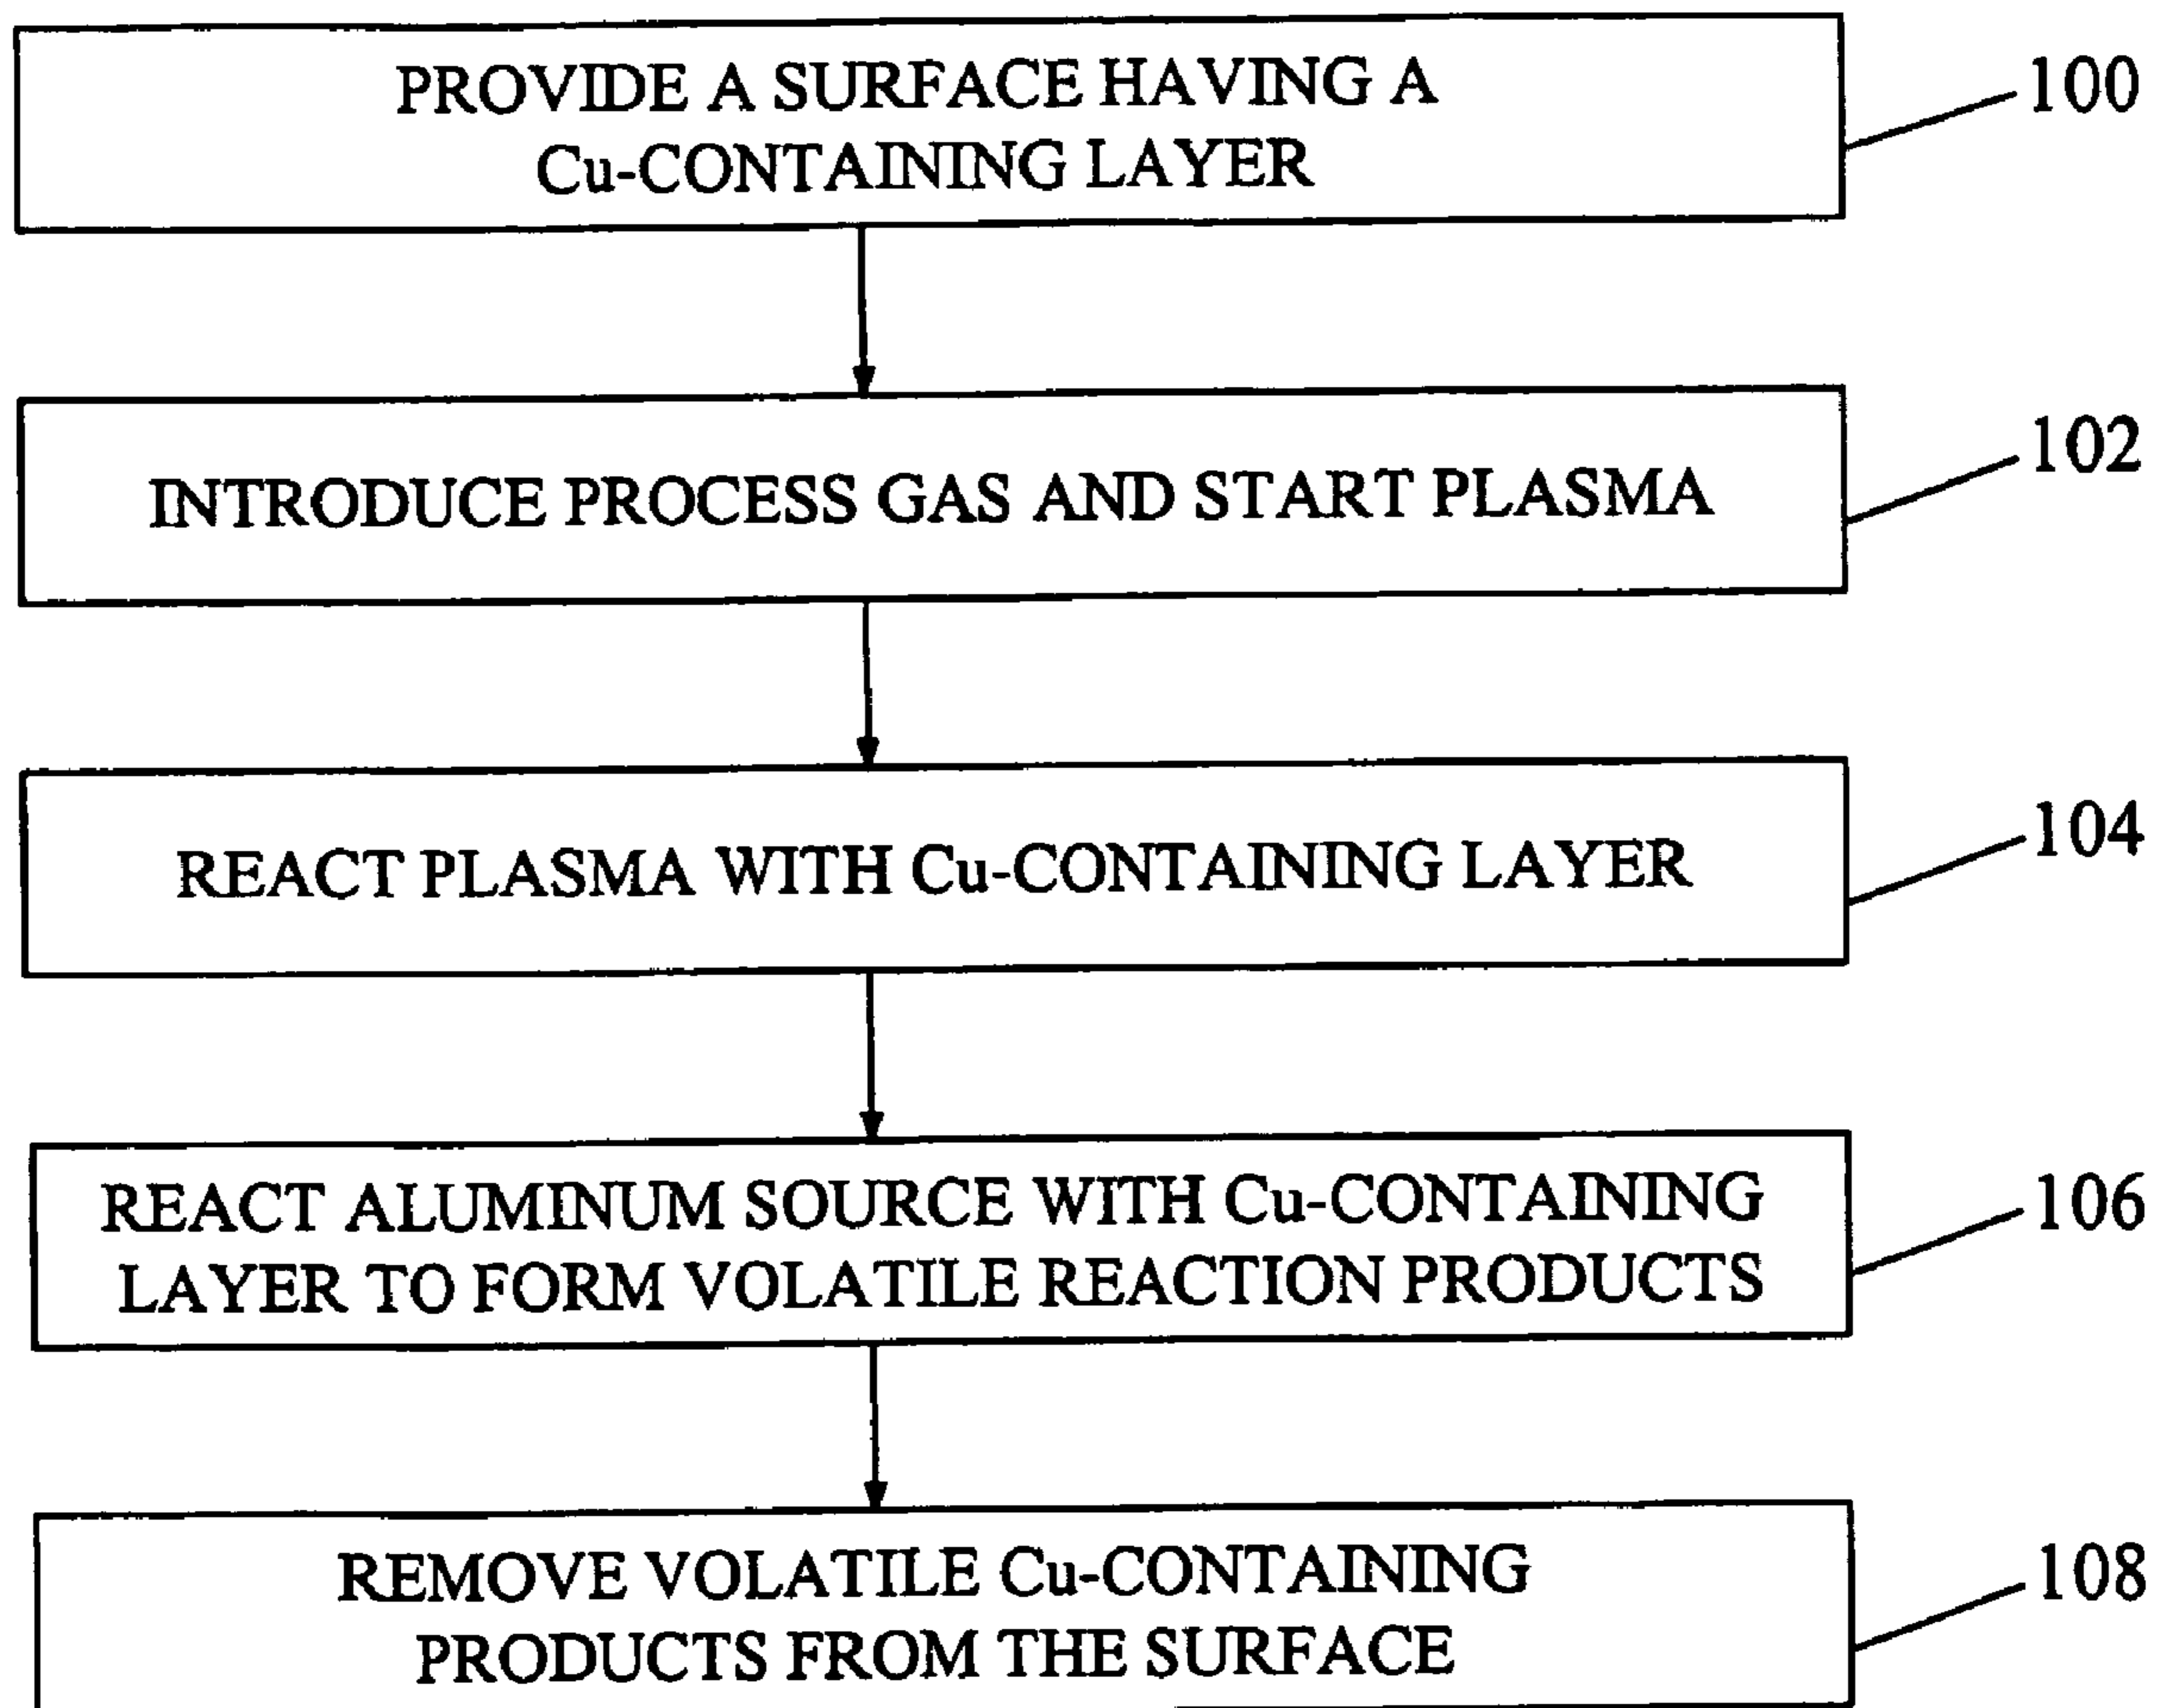 PROVIDE A SURFACE HAVING A
Cu-CONTAINING LAYER
100
INTRODUCE PROCESS GAS AND START PLASMA
102
REACT PLASMA WITH Cu-CONTAINING LAYER
104
REACT ALUMINUM SOURCE WITH Cu-CONTAINING
LAYER TO FORM VOLATILE REACTION PRODUCTS
106
REMOVE VOLATILE Cu-CONTAINING
PRODUCTS FROM THE SURFACE
108